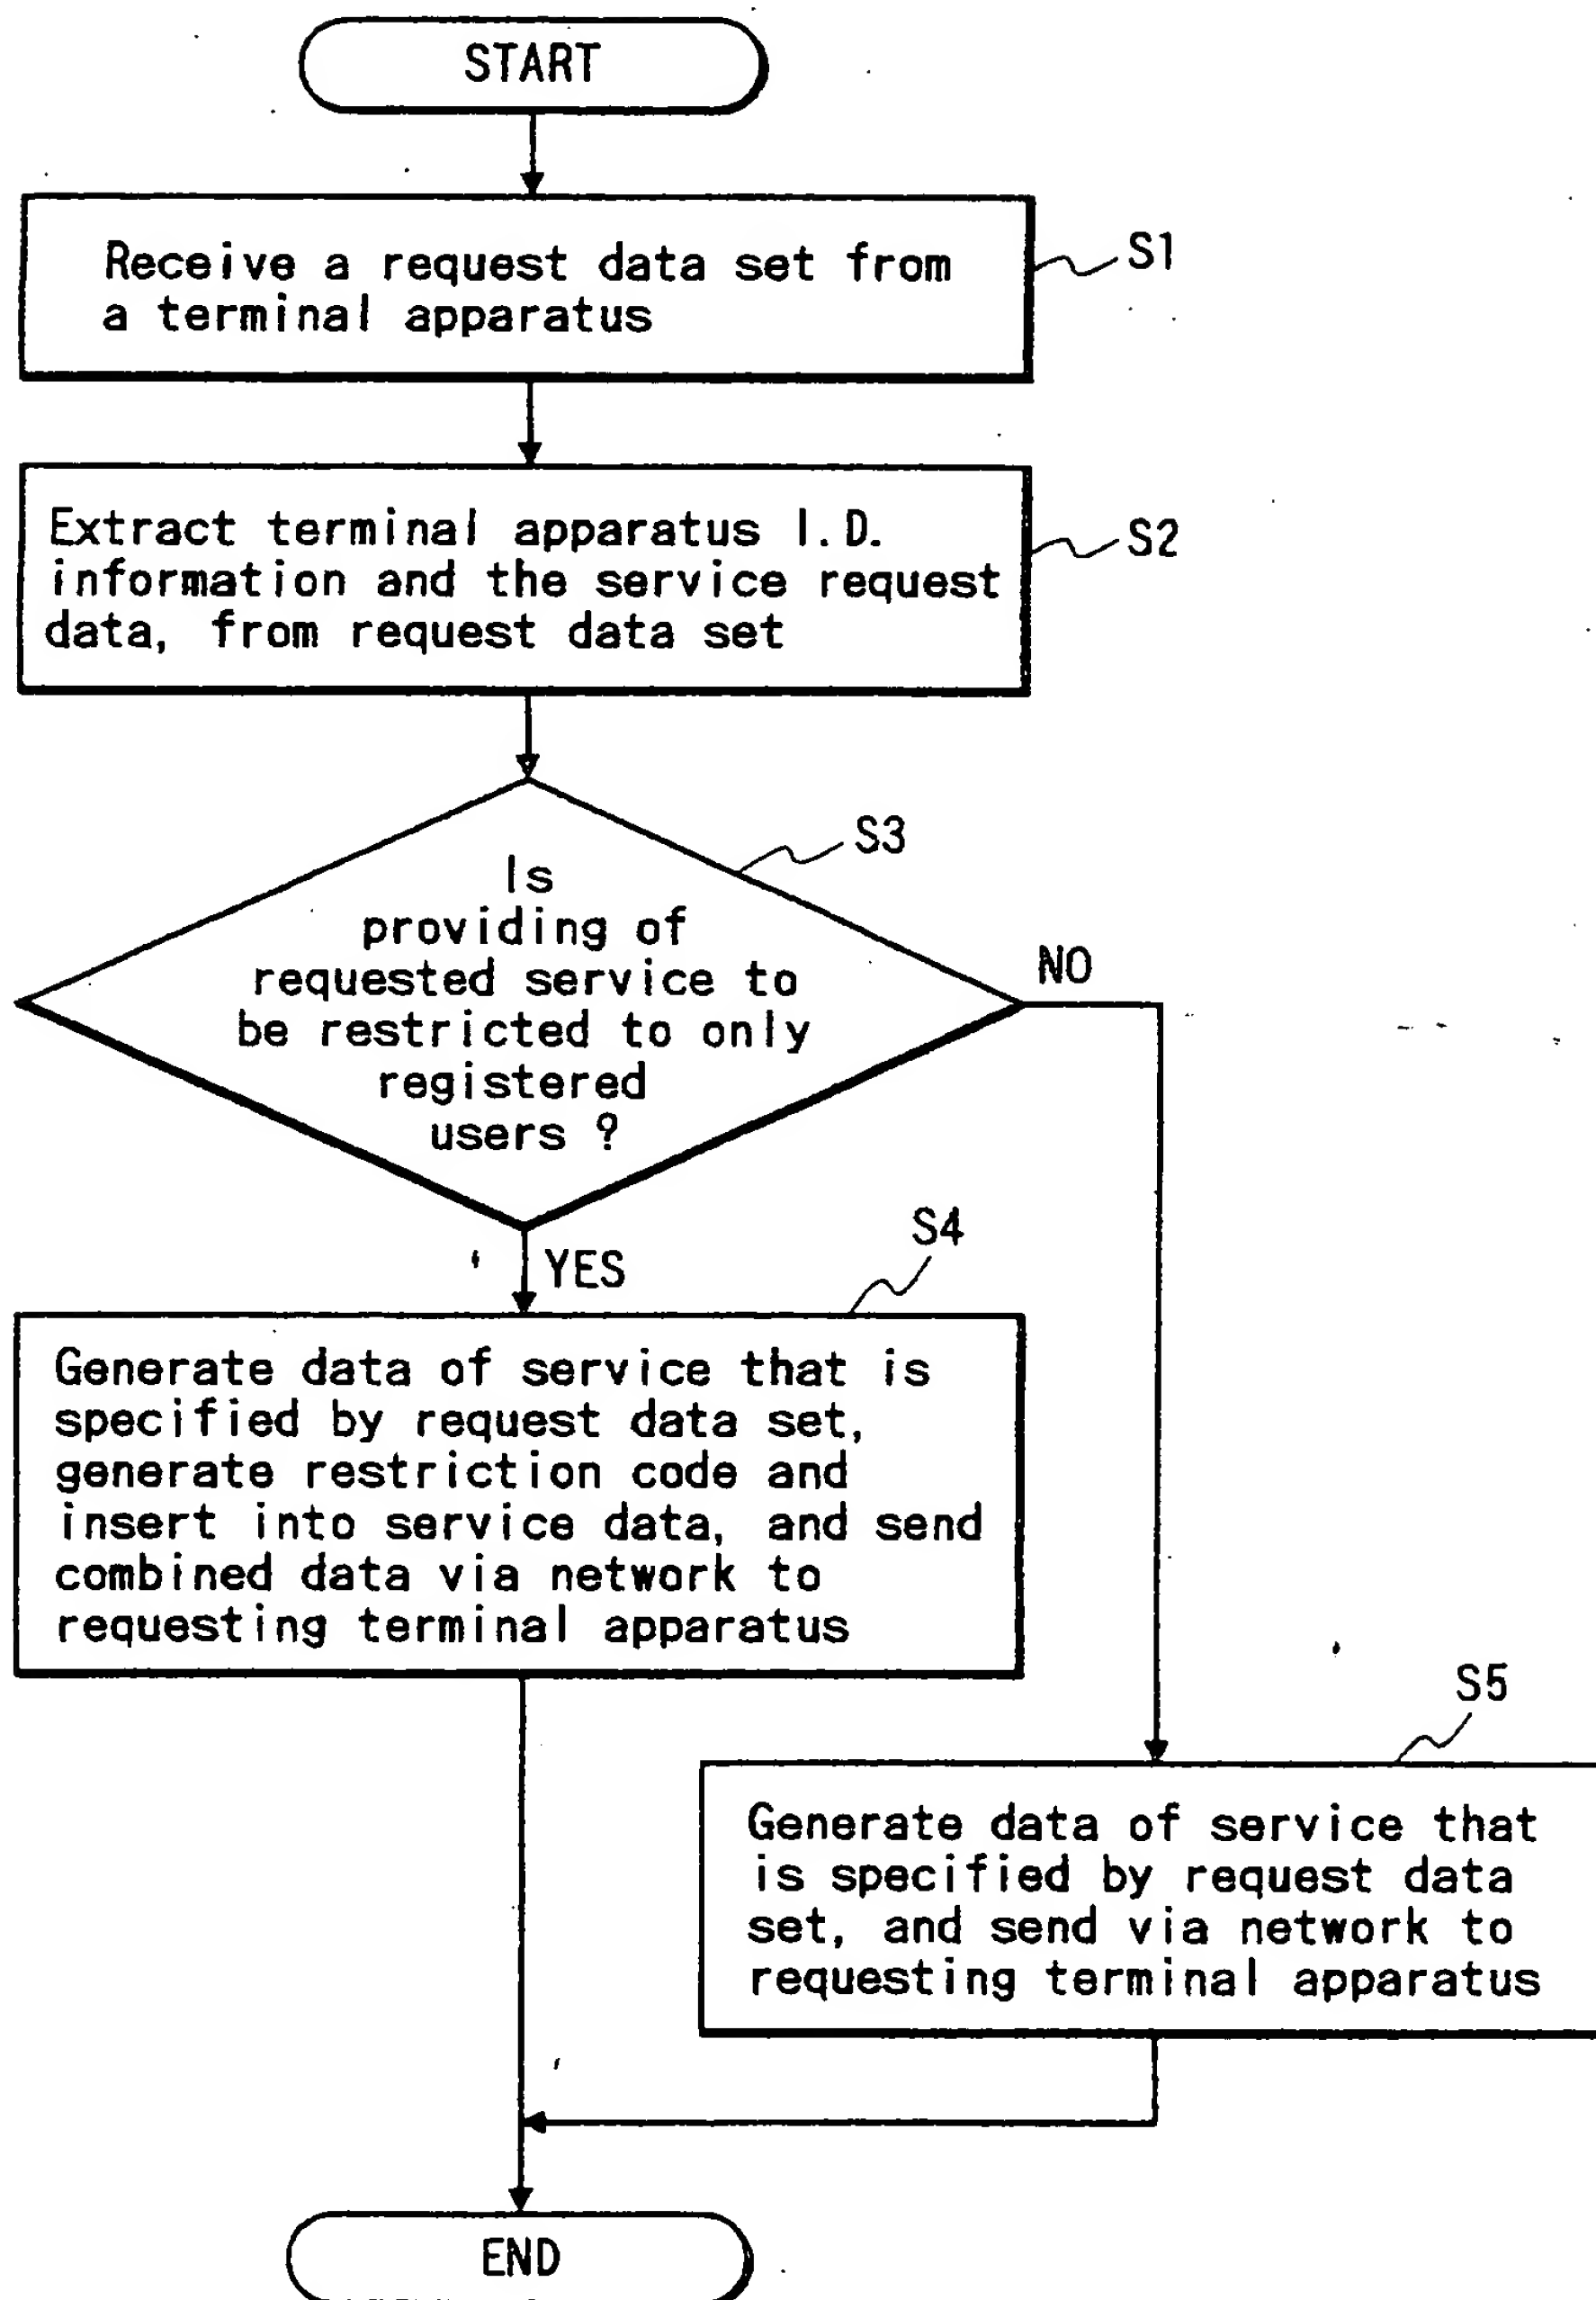 START
Receive a request data set from
a terminal apparatus
S1
Extract terminal apparatus I.D.
information and the service request
data, from request data set
S2
S3
Is
providing of
requested service to
be restricted to only
registered
users ?
NO
YES
S4
Generate data of service that is
specified by request data set,
generate restriction code and
insert into service data, and send
combined data via network to
requesting terminal apparatus
S5
Generate data of service that
is specified by request data
set, and send via network to
requesting terminal apparatus
END